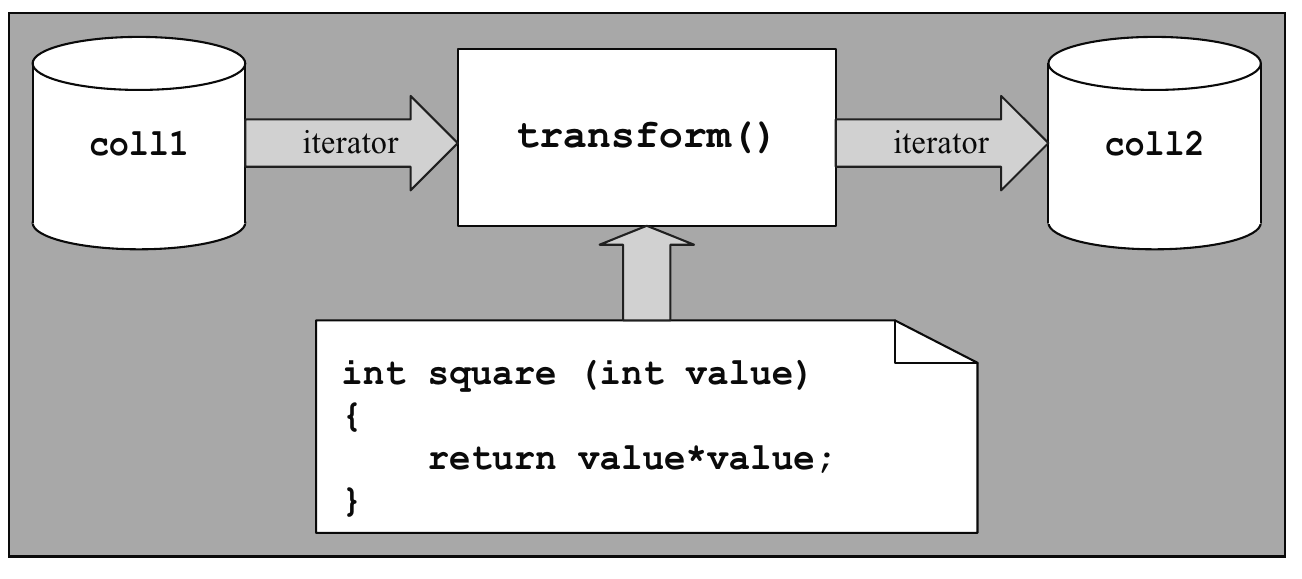 coll1
iterator
transform()
iterator
coll2
int square (int value)
{
    return value*value;
}